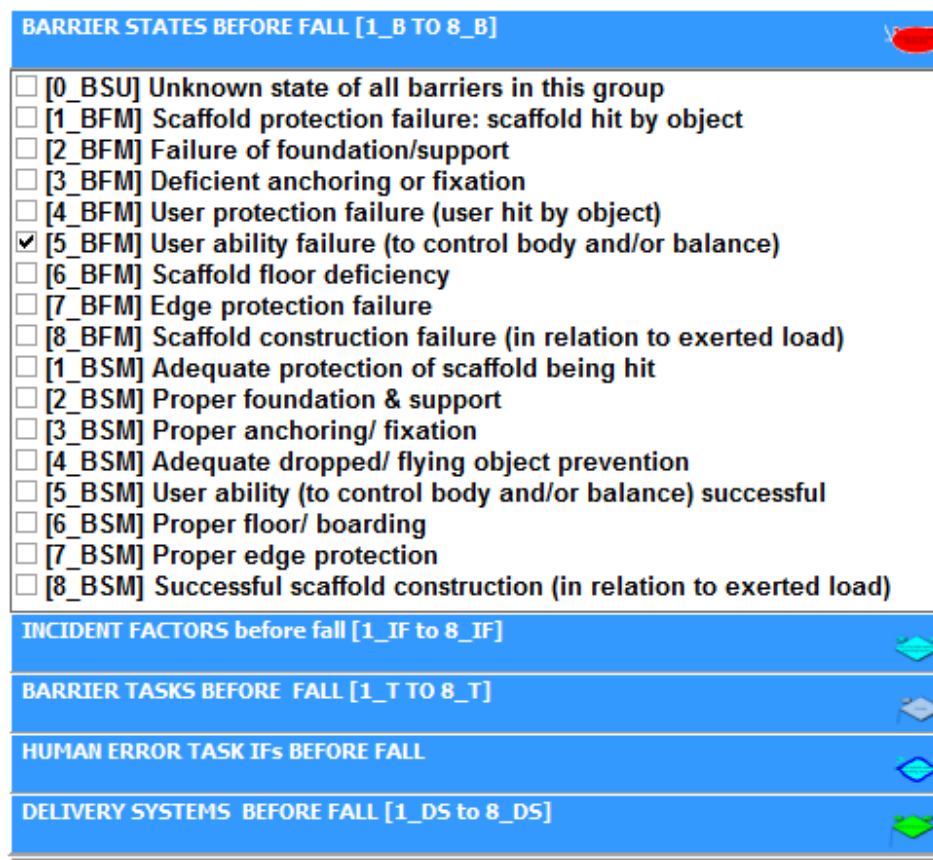 BARRIER STATES BEFORE FALL [1_B TO 8_B]
[0_BSU] Unknown state of all barriers in this group
[1_BFM] Scaffold protection failure: scaffold hit by object
[2_BFM] Failure of foundation/support
[3_BFM] Deficient anchoring or fixation
[4_BFM] User protection failure (user hit by object)
[5_BFM] User ability failure (to control body and/or balance)
[6_BFM] Scaffold floor deficiency
[7_BFM] Edge protection failure
[8_BFM] Scaffold construction failure (in relation to exerted load)
[1_BSM] Adequate protection of scaffold being hit
[2_BSM] Proper foundation & support
[3_BSM] Proper anchoring/ fixation
[4_BSM] Adequate dropped/ flying object prevention
[5_BSM] User ability (to control body and/or balance) successful
[6_BSM] Proper floor/ boarding
[7_BSM] Proper edge protection
[8_BSM] Successful scaffold construction (in relation to exerted load)
INCIDENT FACTORS before fall [1_IF to 8_IF]
BARRIER TASKS BEFORE  FALL [1_T TO 8_T]
HUMAN ERROR TASK IFs BEFORE FALL
DELIVERY SYSTEMS  BEFORE FALL [1_DS to 8_DS]